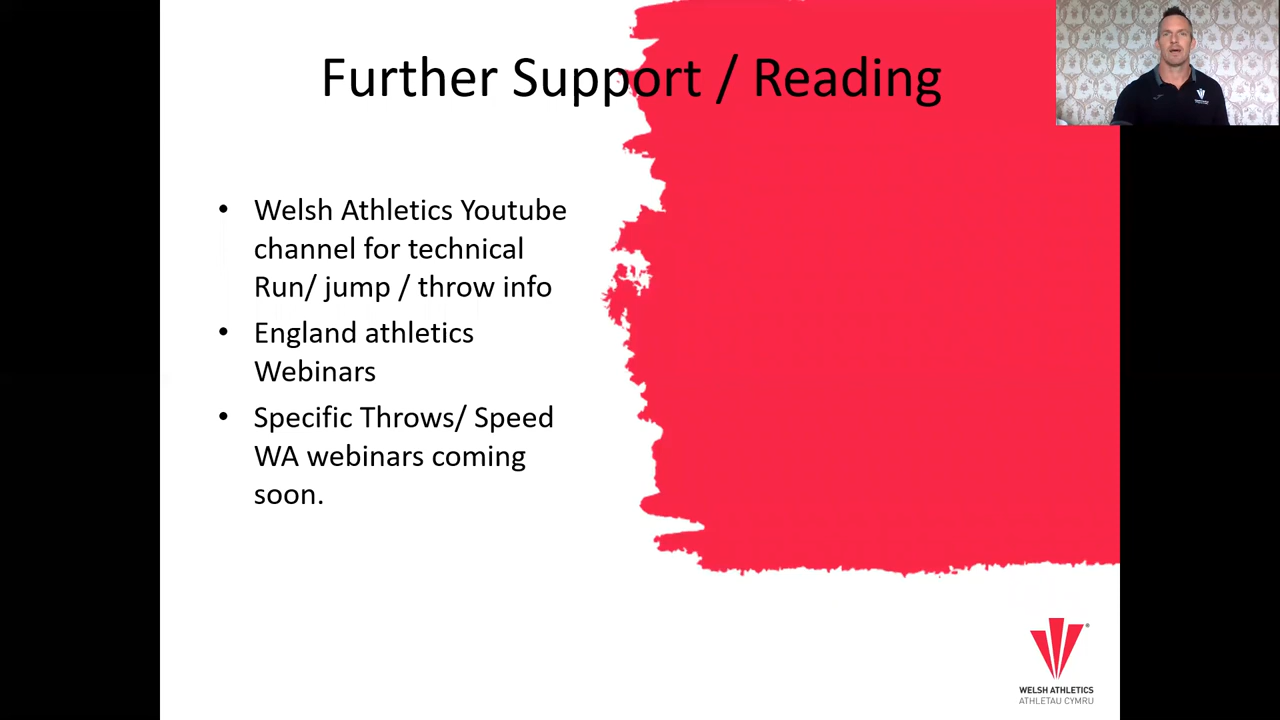 Further Support / Reading
• Welsh Athletics Youtube
channel for technical
Run/ jump / throw info
• England athletics
Webinars
• Specific Throws/ Speed
WA webinars coming
soon.
WELSH ATHLETICS
ATHLETAU CYMRU